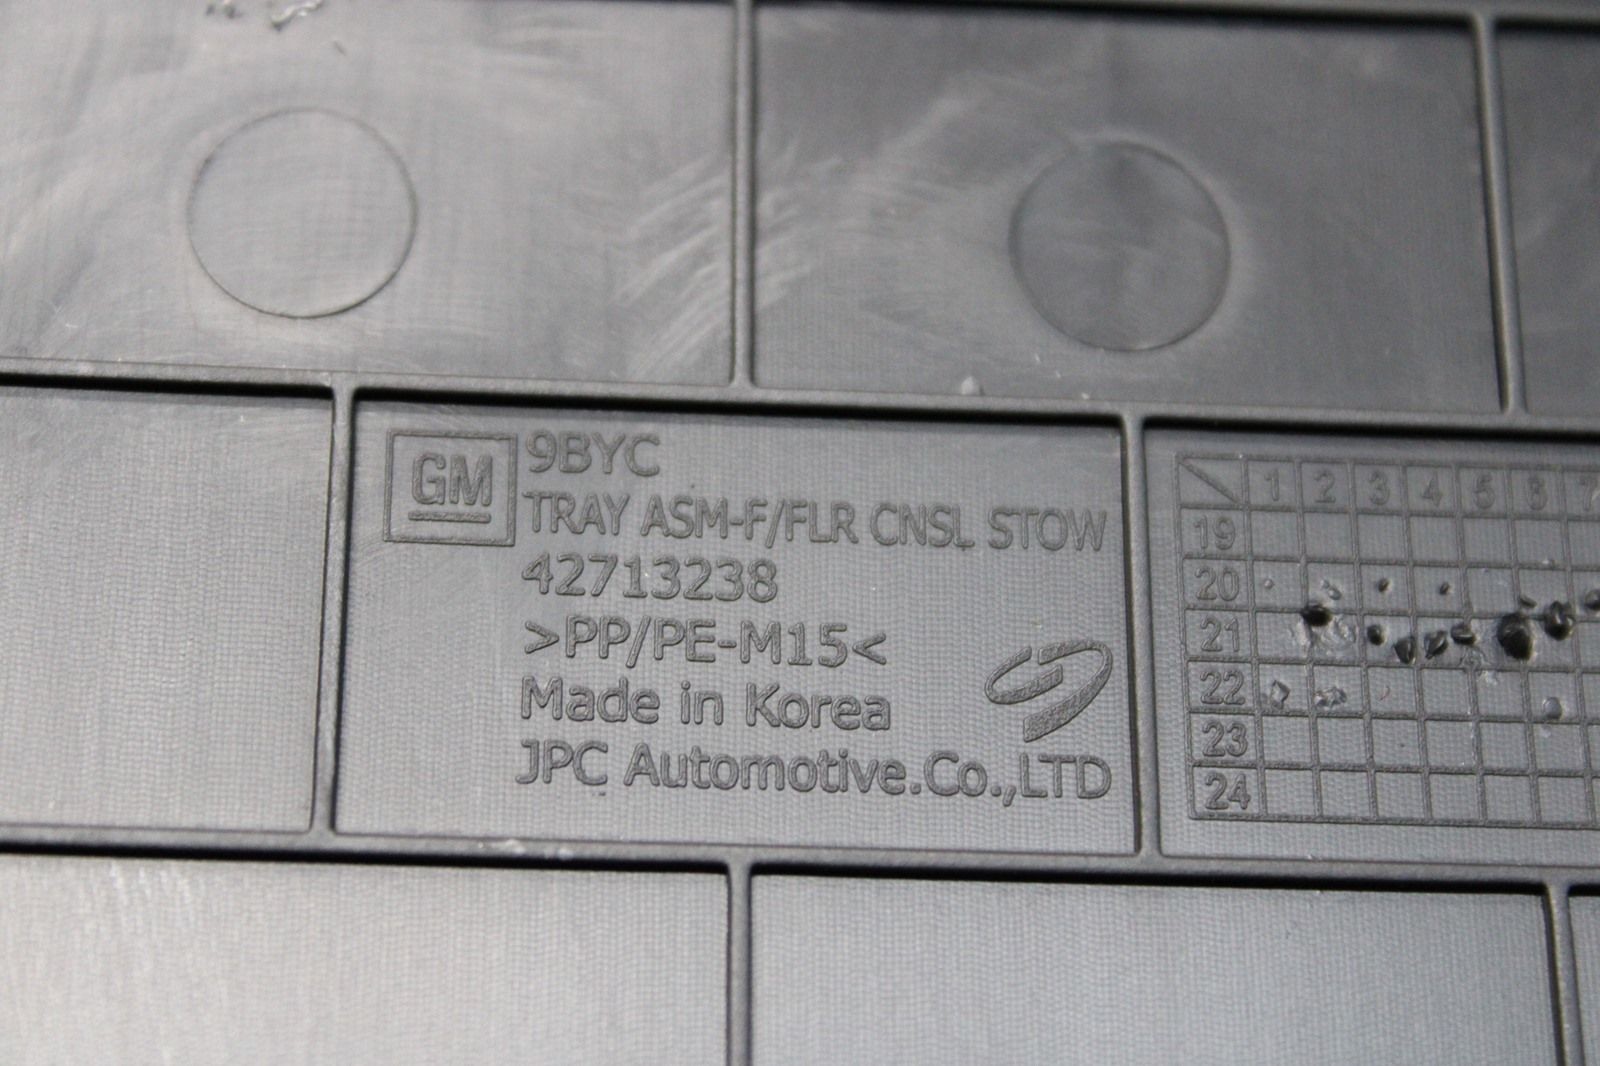 GM
9BYC
TRAY ASM-F/FLR CNSL STOW
42713238
>PP/PE-M15<
Made in Korea
JPC Automotive.Co.,LTD
1 2 3 4 5 6 7
19
20
21
22
23
24